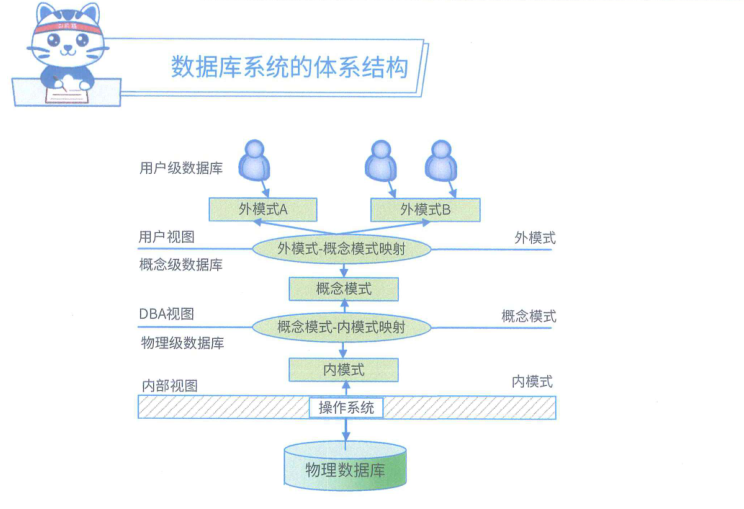 数据库系统的体系结构
用户级数据库
外模式A
外模式B
用户视图
外模式-概念模式映射
外模式
概念级数据库
概念模式
DBA视图
概念模式-内模式映射
概念模式
物理级数据库
内模式
内部视图
内模式
操作系统
物理数据库